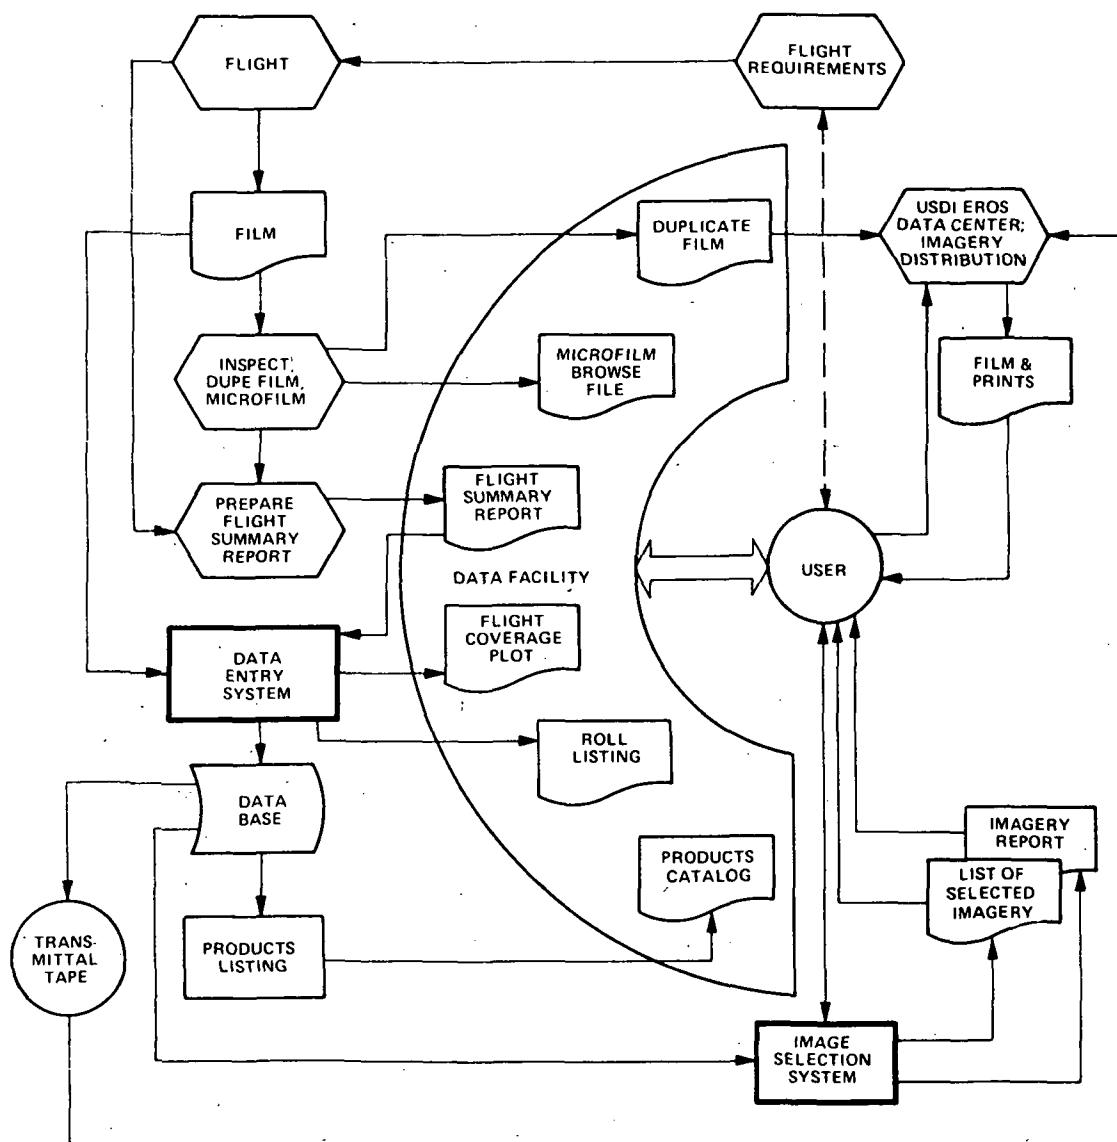 FLIGHT
FLIGHT
REQUIREMENTS
FILM
DUPLICATE
FILM
USDI EROS
DATA CENTER;
IMAGERY
DISTRIBUTION
INSPECT,
DUPE FILM,
MICROFILM
MICROFILM
BROWSE
FILE
FILM &
PRINTS
PREPARE
FLIGHT
SUMMARY
REPORT
FLIGHT
SUMMARY
REPORT
DATA FACILITY
USER
DATA
ENTRY
SYSTEM
FLIGHT
COVERAGE
PLOT
ROLL
LISTING
DATA
BASE
PRODUCTS
CATALOG
IMAGERY
REPORT
LIST OF
SELECTED
IMAGERY
TRANS-
MITTAL
TAPE
PRODUCTS
LISTING
IMAGE
SELECTION
SYSTEM